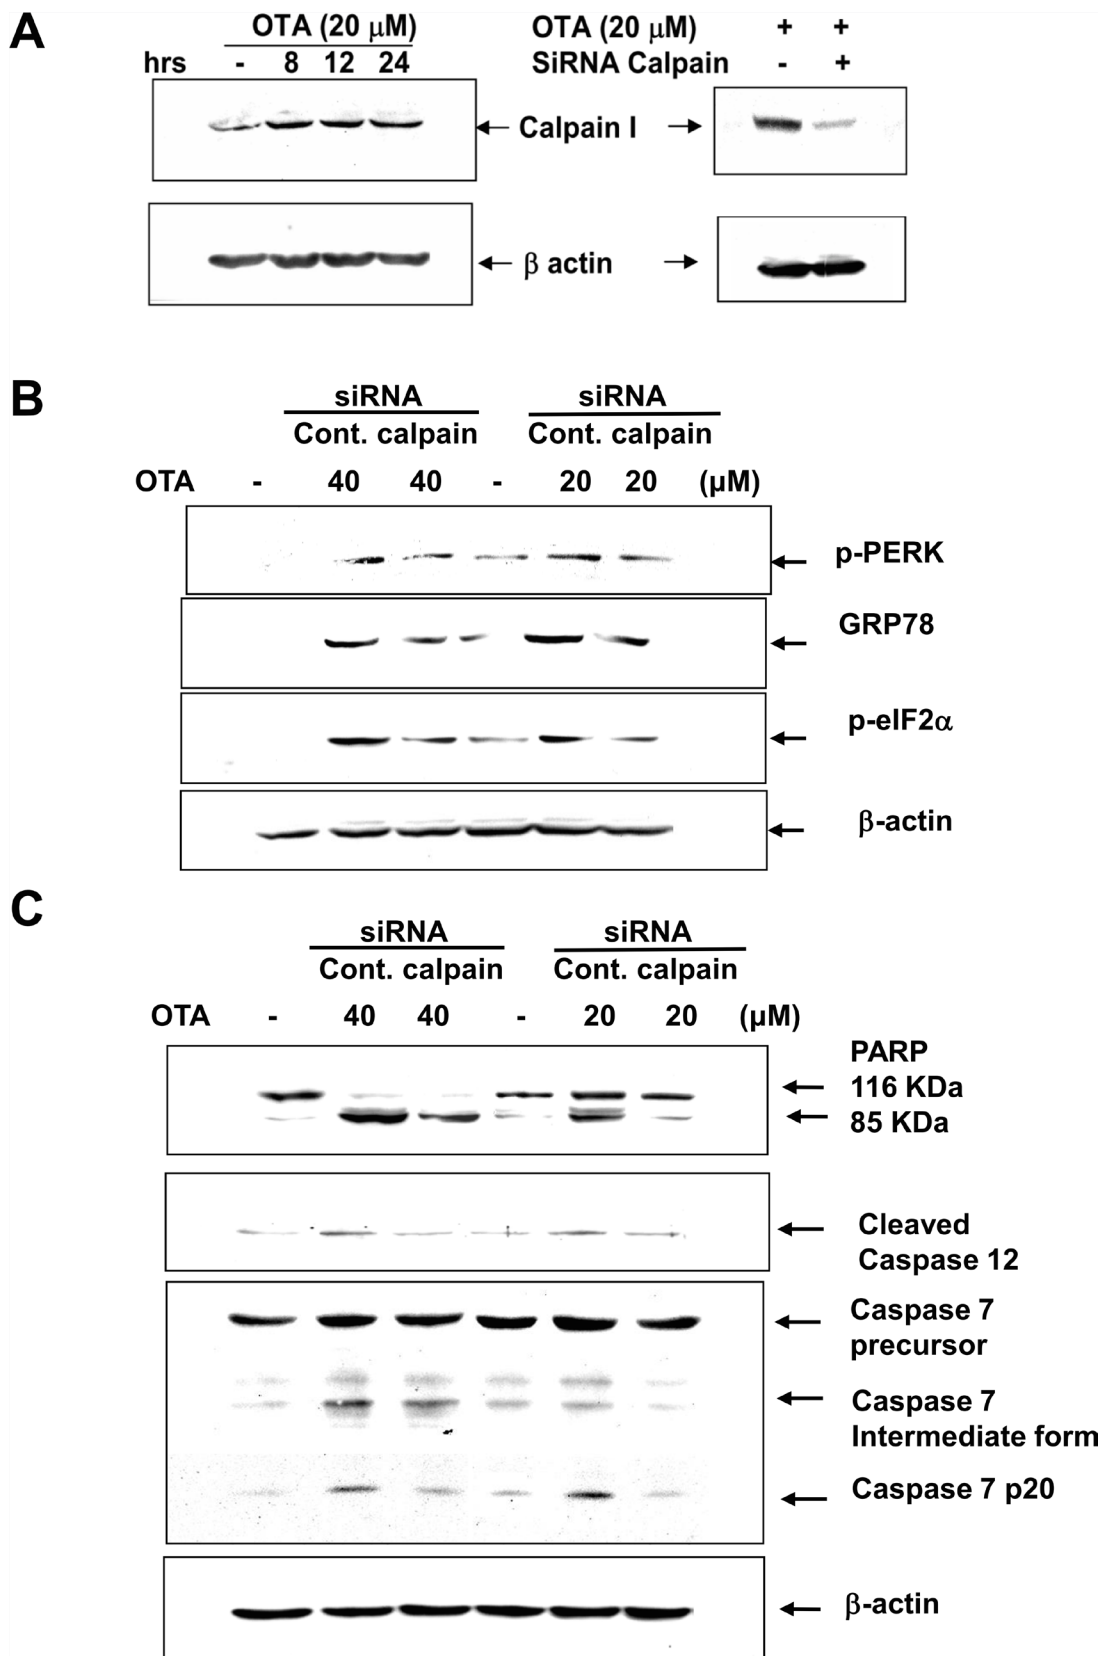 A
OTA (20 μM)
hrs - 8 12 24
OTA (20 μM) + +
SiRNA Calpain - +
Calpain I
β actin
B
siRNA siRNA
Cont. calpain Cont. calpain
OTA - 40 40 - 20 20 (μM)
p-PERK
GRP78
p-eIF2α
β-actin
C
siRNA siRNA
Cont. calpain Cont. calpain
OTA - 40 40 - 20 20 (μM)
PARP
116 KDa
85 KDa
Cleaved
Caspase 12
Caspase 7
precursor
Caspase 7
Intermediate form
Caspase 7 p20
β-actin